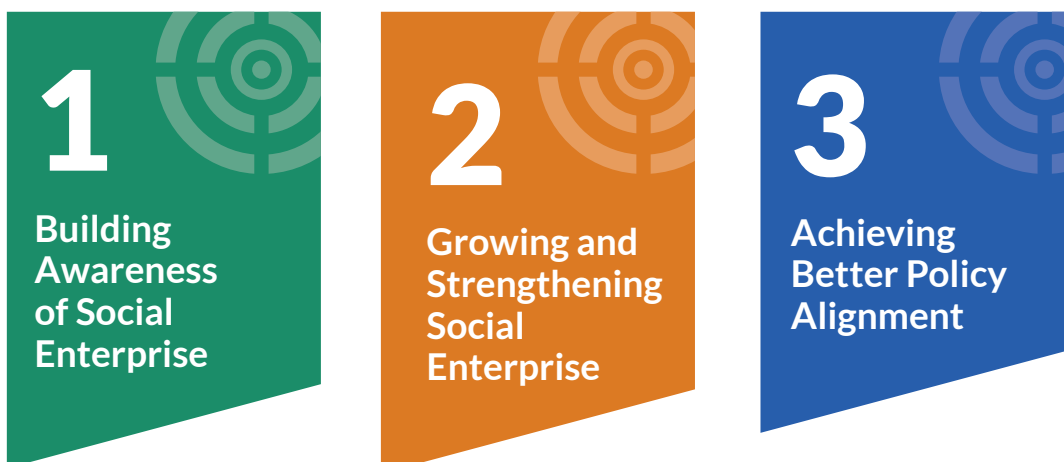 1
Building
Awareness
of Social
Enterprise
2
Growing and
Strengthening
Social
Enterprise
3
Achieving
Better Policy
Alignment